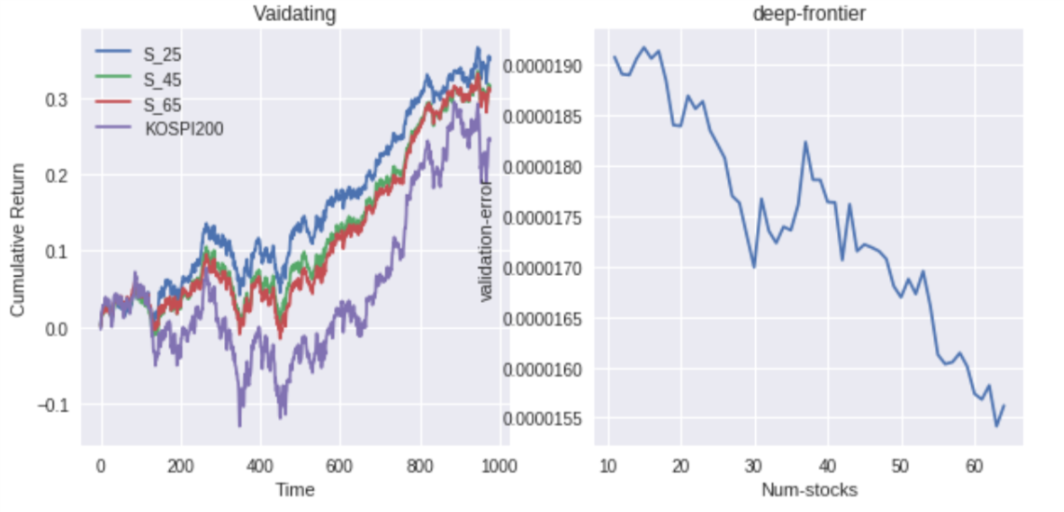 Vaidating
S_25
S_45
S_65
KOSPI200
0.3
0.2
0.1
0.0
−0.1
Cumulative Return
0
200
400
600
800
1000
Time
deep-frontier
0.0000190
0.0000185
0.0000180
0.0000175
0.0000170
0.0000165
0.0000160
0.0000155
validation-error
10
20
30
40
50
60
Num-stocks